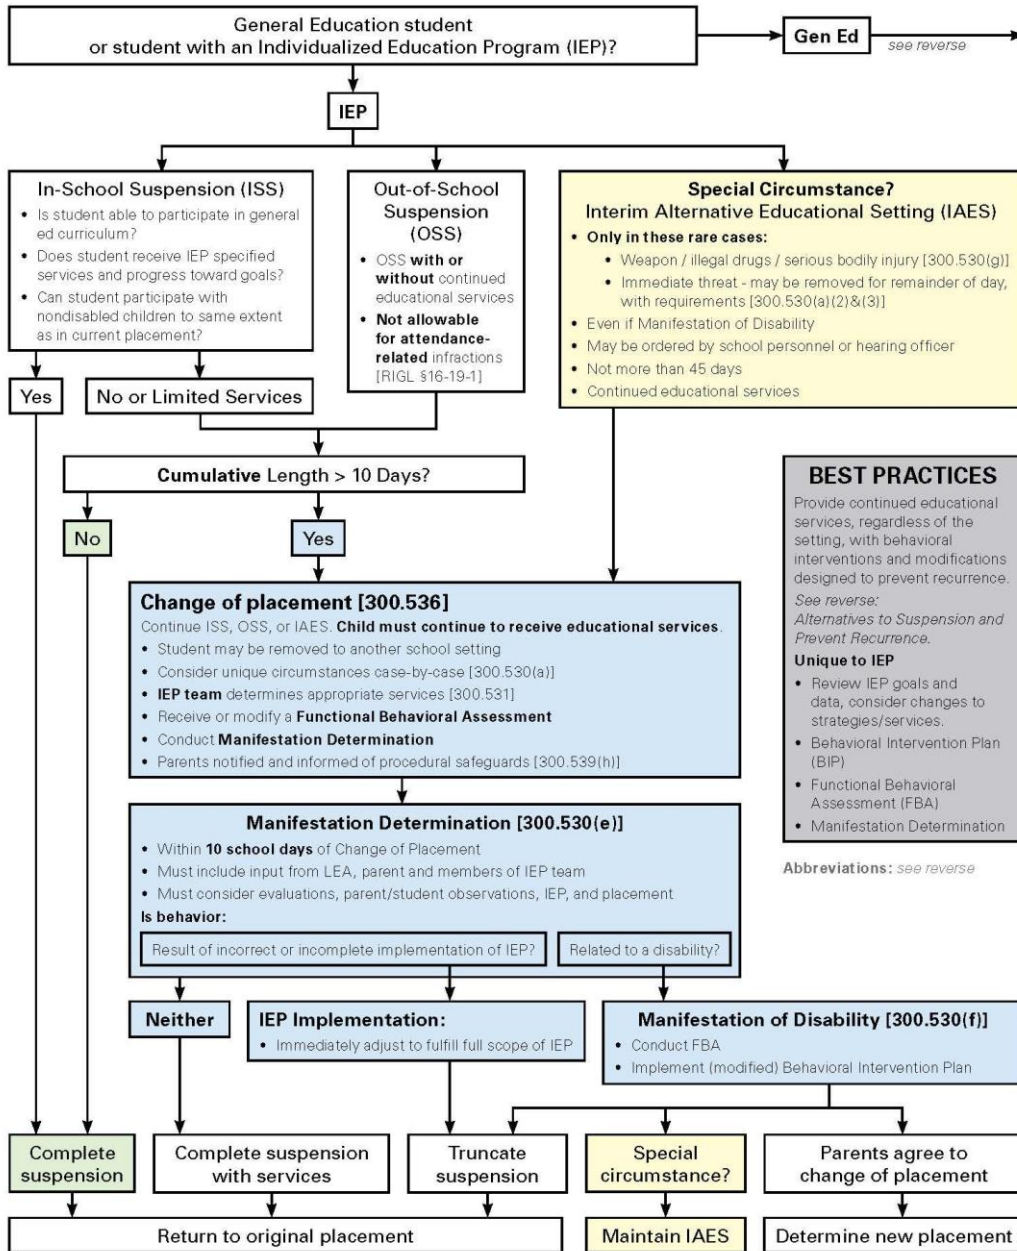 General Education student
or student with an Individualized Education Program (IEP)?
Gen Ed
see reverse
IEP
In-School Suspension (ISS)
• Is student able to participate in general
ed curriculum?
• Does student receive IEP specified
services and progress toward goals?
• Can student participate with
nondisabled children to same extent
as in current placement?
Yes
No or Limited Services
Out-of-School
Suspension
(OSS)
• OSS with or
without continued
educational services
• Not allowable
for attendance-
related infractions
[RIGL §16-19-1]
Special Circumstance?
Interim Alternative Educational Setting (IAES)
• Only in these rare cases:
• Weapon / illegal drugs / serious bodily injury [300.530(g)]
• Immediate threat - may be removed for remainder of day,
with requirements [300.530(a)(2)&(3)]
• Even if Manifestation of Disability
• May be ordered by school personnel or hearing officer
• Not more than 45 days
• Continued educational services
Cumulative Length > 10 Days?
No
Yes
BEST PRACTICES
Provide continued educational
services, regardless of the
setting, with behavioral
interventions and modifications
designed to prevent recurrence.
See reverse:
Alternatives to Suspension and
Prevent Recurrence.
Unique to IEP
• Review IEP goals and
data, consider changes to
strategies/services.
• Behavioral Intervention Plan
(BIP)
• Functional Behavioral
Assessment (FBA)
• Manifestation Determination
Abbreviations: see reverse
Change of placement [300.536]
Continue ISS, OSS, or IAES. Child must continue to receive educational services.
• Student may be removed to another school setting
• Consider unique circumstances case-by-case [300.530(a)]
• IEP team determines appropriate services [300.531]
• Receive or modify a Functional Behavioral Assessment
• Conduct Manifestation Determination
• Parents notified and informed of procedural safeguards [300.539(h)]
Manifestation Determination [300.530(e)]
• Within 10 school days of Change of Placement
• Must include input from LEA, parent and members of IEP team
• Must consider evaluations, parent/student observations, IEP, and placement
Is behavior:
Result of incorrect or incomplete implementation of IEP?
Related to a disability?
Neither
IEP Implementation:
• Immediately adjust to fulfill full scope of IEP
Manifestation of Disability [300.530(f)]
• Conduct FBA
• Implement (modified) Behavioral Intervention Plan
Complete
suspension
Complete suspension
with services
Truncate
suspension
Special
circumstance?
Parents agree to
change of placement
Return to original placement
Maintain IAES
Determine new placement